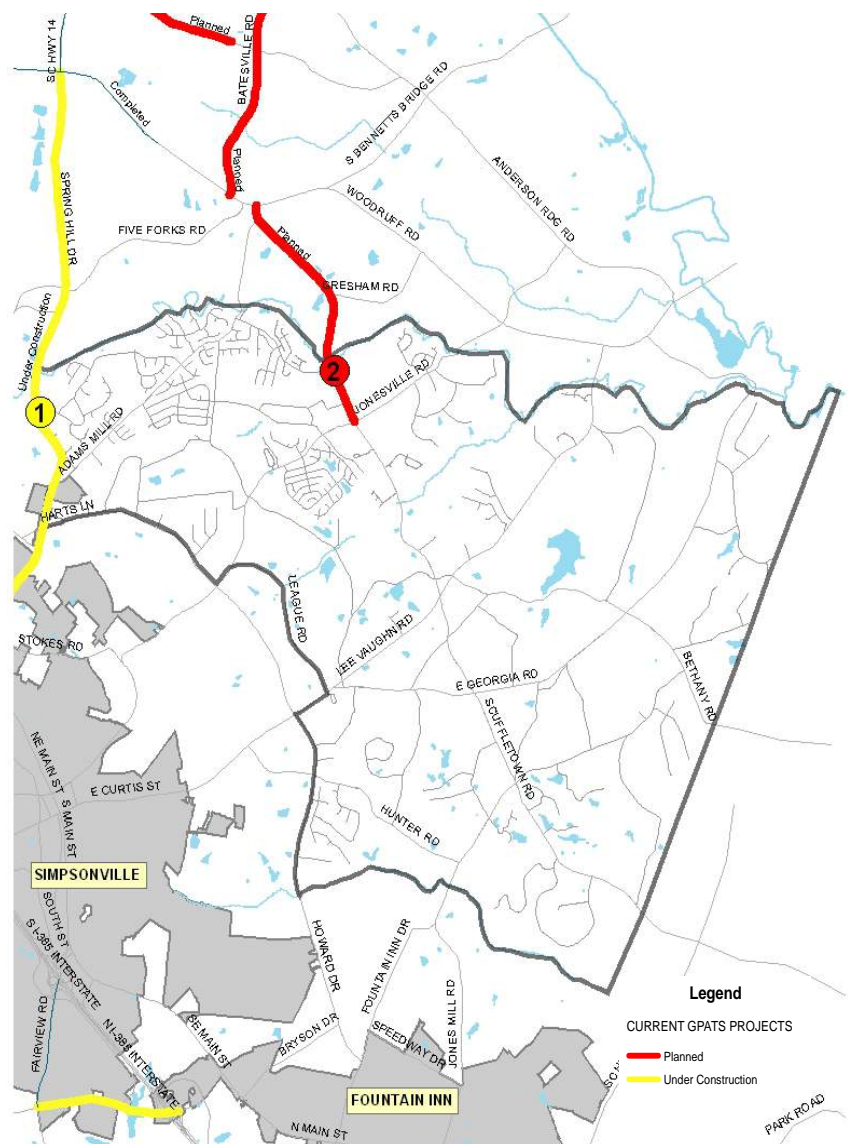 SC HWY 14
Planned
BATESVILLE RD
Completed
S BENNETTS BRIDGE RD
Planned
ANDERSON RDG RD
SPRING HILL DR
WOODRUFF RD
FIVE FORKS RD
Planned
GRESHAM RD
Under Construction
2
1
JONESVILLE RD
ADAMS MILL RD
HARTS LN
LEAGUE RD
STOKES RD
LEE VAUGHN RD
E GEORGIA RD
BETHANY RD
SCUFFLETOWN RD
NE MAIN ST
S MAIN ST
E CURTIS ST
HUNTER RD
SIMPSONVILLE
SOUTH ST
S I-385 INTERSTATE
HOWARD DR
FOUNTAIN INN DR
JONES MILL RD
FAIRVIEW RD
N I-385 INTERSTATE
SE MAIN ST
BRYSON DR
SPEEDWAY DR
FOUNTAIN INN
N MAIN ST
PARK ROAD
Legend
CURRENT GPATS PROJECTS
Planned
Under Construction